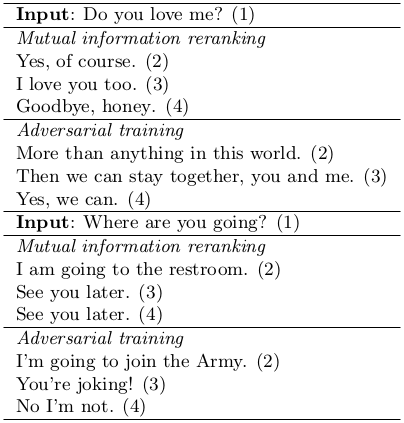 Input: Do you love me? (1)
Mutual information reranking
Yes, of course. (2)
I love you too. (3)
Goodbye, honey. (4)
Adversarial training
More than anything in this world. (2)
Then we can stay together, you and me. (3)
Yes, we can. (4)
Input: Where are you going? (1)
Mutual information reranking
I am going to the restroom. (2)
See you later. (3)
See you later. (4)
Adversarial training
I'm going to join the Army. (2)
You're joking! (3)
No I'm not. (4)